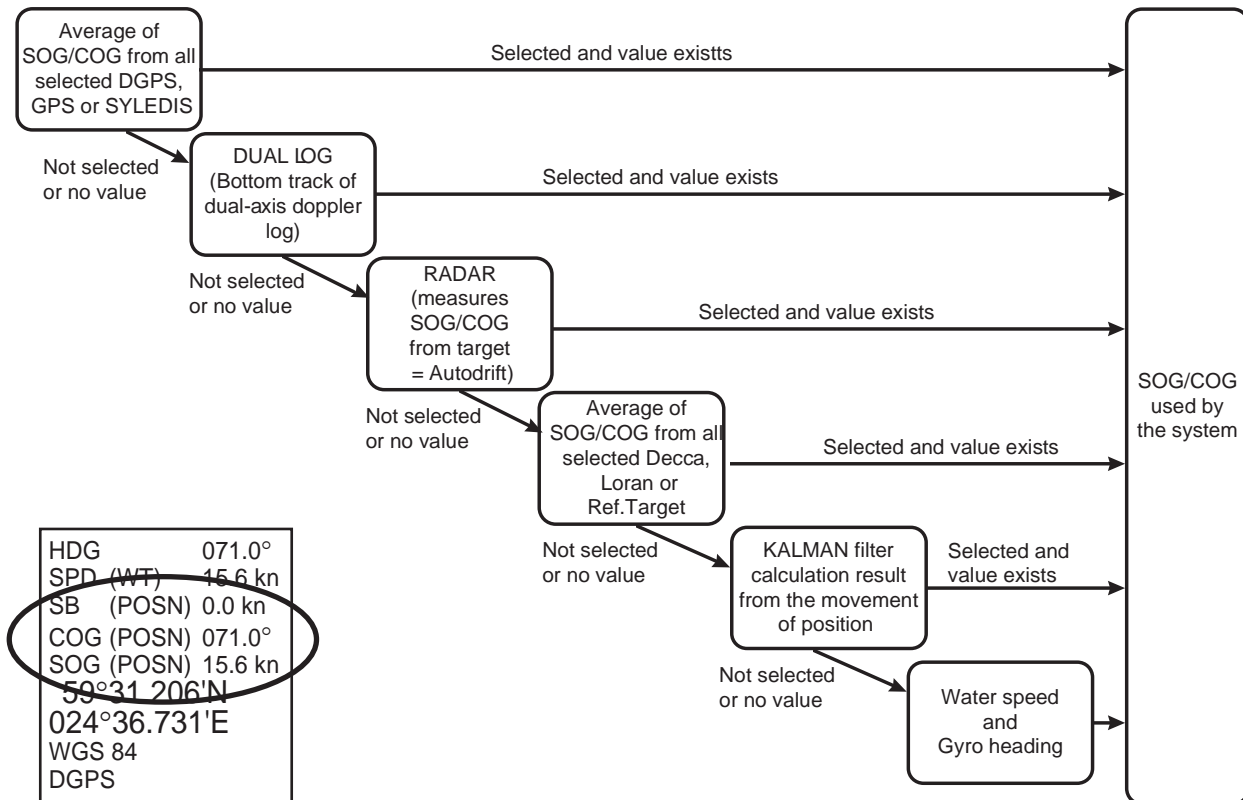 Average of
SOG/COG from all
selected DGPS,
GPS or SYLEDIS
Selected and value existts
Not selected
or no value
DUAL LOG
(Bottom track of
dual-axis doppler
log)
Selected and value exists
Not selected
or no value
RADAR
(measures
SOG/COG
from target
= Autodrift)
Selected and value exists
Not selected
or no value
Average of
SOG/COG from all
selected Decca,
Loran or
Ref.Target
Selected and value exists
Not selected
or no value
KALMAN filter
calculation result
from the movement
of position
Selected and
value exists
Not selected
or no value
Water speed
and
Gyro heading
SOG/COG
used by
the system
HDG 071.0°
SPD (WT) 15.6 kn
SB (POSN) 0.0 kn
COG (POSN) 071.0°
SOG (POSN) 15.6 kn
59°31.206'N
024°36.731'E
WGS 84
DGPS